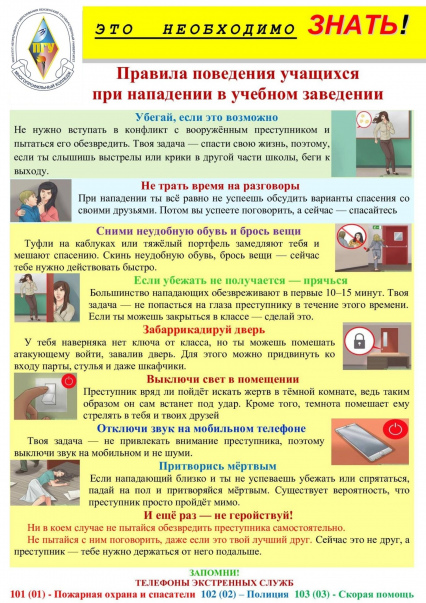 ЭТО НЕОБХОДИМО ЗНАТЬ!
ПГУ
МНОГОПРОФИЛЬНЫЙ КОЛЛЕДЖ
Правила поведения учащихся
при нападении в учебном заведении
Убегай, если это возможно
Не нужно вступать в конфликт с вооружённым преступником и
пытаться его обезвредить. Твоя задача — спасти свою жизнь, поэтому,
если ты слышишь выстрелы или крики в другой части школы, беги к
выходу.
Не трать время на разговоры
При нападении ты всё равно не успеешь обсудить варианты спасения со
своими друзьями. Потом вы успеете поговорить, а сейчас — спасайтесь
Сними неудобную обувь и брось вещи
Туфли на каблуках или тяжёлый портфель замедляют тебя и
мешают спасению. Скинь неудобную обувь, брось вещи — сейчас
тебе нужно действовать быстро.
Если убежать не получается — прячься
Большинство нападающих обезвреживают в первые 10–15 минут. Твоя
задача — не попасться на глаза преступнику в течение этого времени.
Если ты можешь закрыться в классе — сделай это.
Забаррикадируй дверь
У тебя наверняка нет ключа от класса, но ты можешь помешать
атакующему войти, завалив дверь. Для этого можно придвинуть ко
входу парты, стулья и даже шкафчики.
Выключи свет в помещении
Преступник вряд ли пойдёт искать жертв в тёмной комнате, ведь таким
образом он сам встанет под удар. Кроме того, темнота помешает ему
стрелять в тебя и твоих друзей
Отключи звук на мобильном телефоне
Твоя задача — не привлекать внимание преступника, поэтому
выключи звук на мобильном и не шуми.
Притворись мёртвым
Если нападающий близко и ты не успеваешь убежать или спрятаться,
падай на пол и притворяйся мёртвым. Существует вероятность, что
преступник просто пройдёт мимо.
И ещё раз — не геройствуй!
Ни в коем случае не пытайся обезвредить преступника самостоятельно.
Не пытайся с ним поговорить, даже если это твой лучший друг. Сейчас это не друг, а
преступник — тебе нужно держаться от него подальше.
ЗАПОМНИ!
ТЕЛЕФОНЫ ЭКСТРЕННЫХ СЛУЖБ
101 (01) - Пожарная охрана и спасатели 102 (02) – Полиция 103 (03) - Скорая помощь